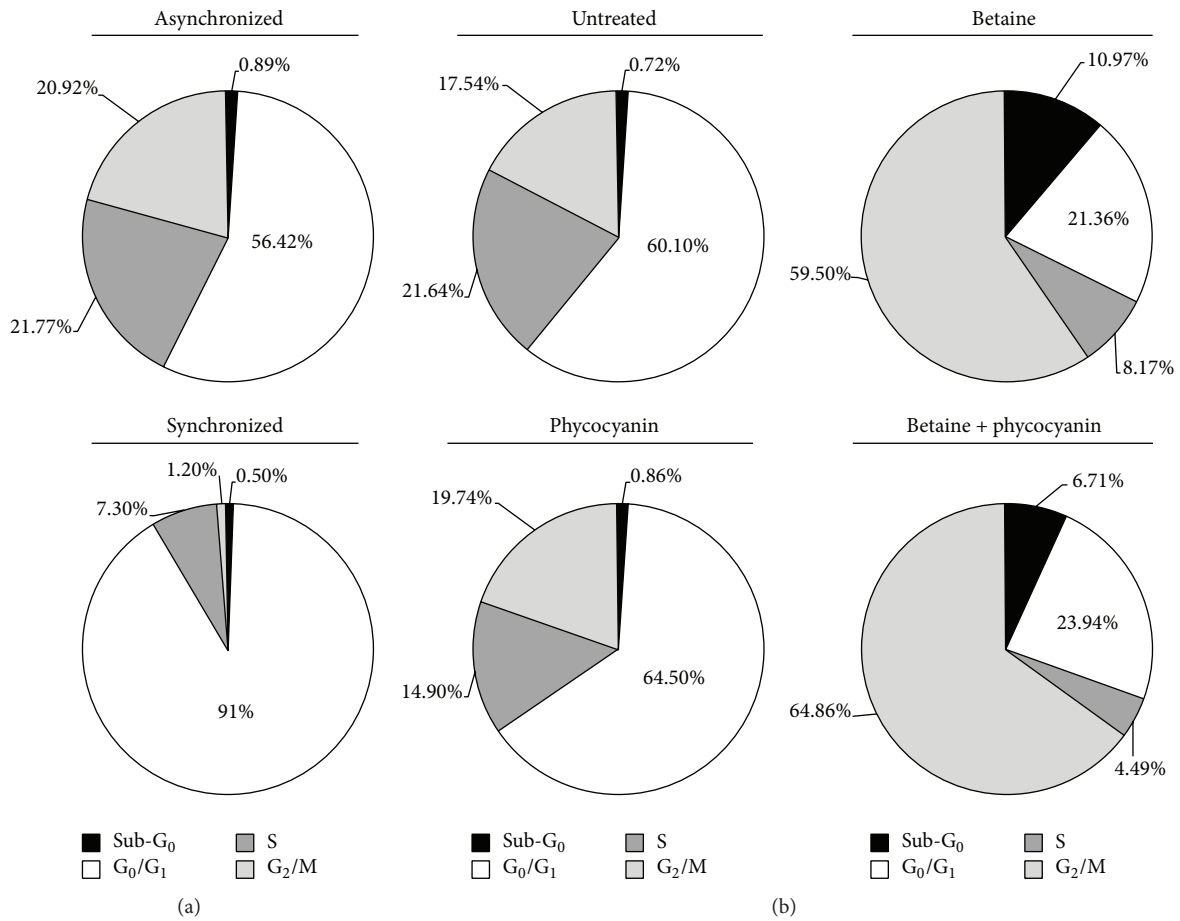 Asynchronized
0.89%
20.92%
56.42%
21.77%
Synchronized
1.20%
0.50%
7.30%
91%
Sub-G0
S
G0/G1
G2/M
(a)
Untreated
0.72%
17.54%
60.10%
21.64%
Betaine
10.97%
21.36%
59.50%
8.17%
Phycocyanin
0.86%
19.74%
64.50%
14.90%
Betaine + phycocyanin
6.71%
23.94%
64.86%
4.49%
Sub-G0
S
G0/G1
G2/M
Sub-G0
S
G0/G1
G2/M
(b)